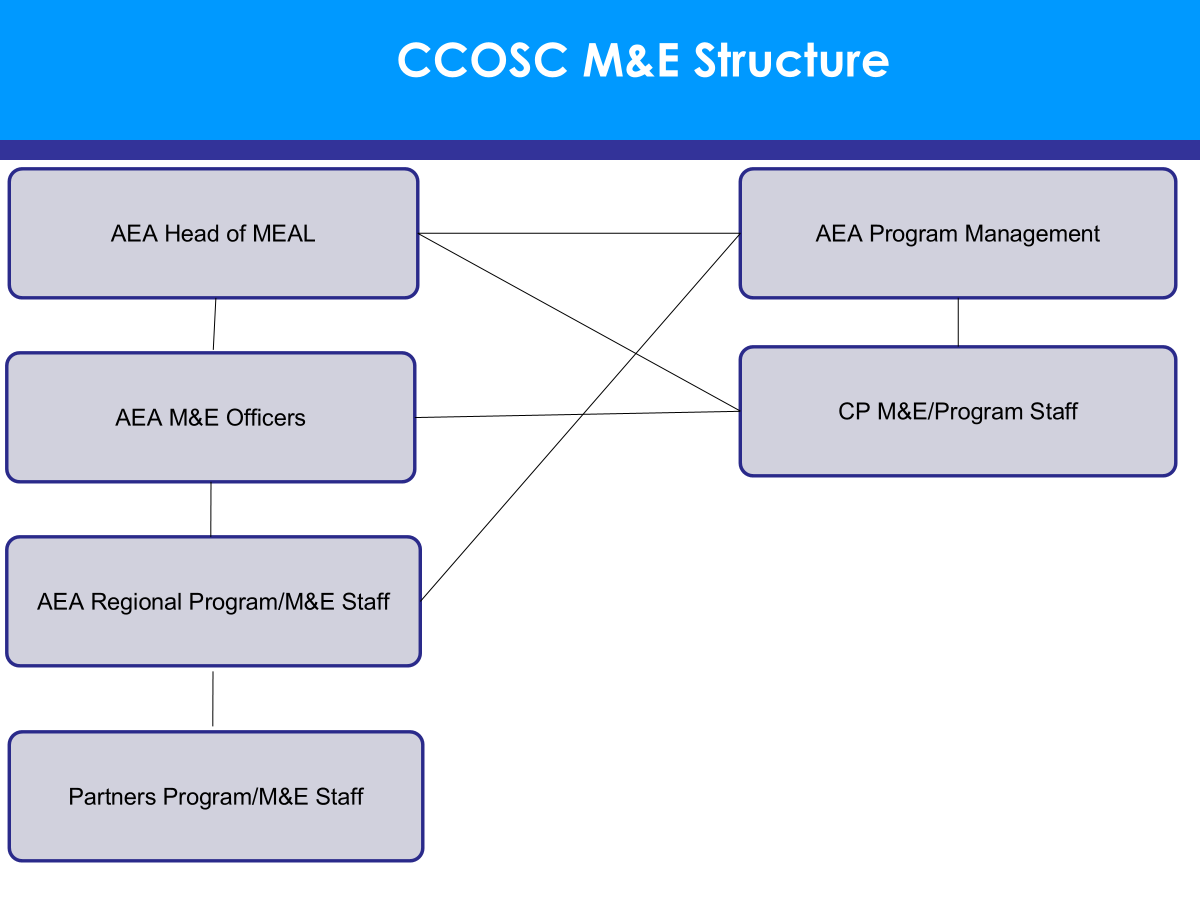 CCOSC M&E Structure
AEA Head of MEAL
AEA Program Management
AEA M&E Officers
CP M&E/Program Staff
AEA Regional Program/M&E Staff
Partners Program/M&E Staff